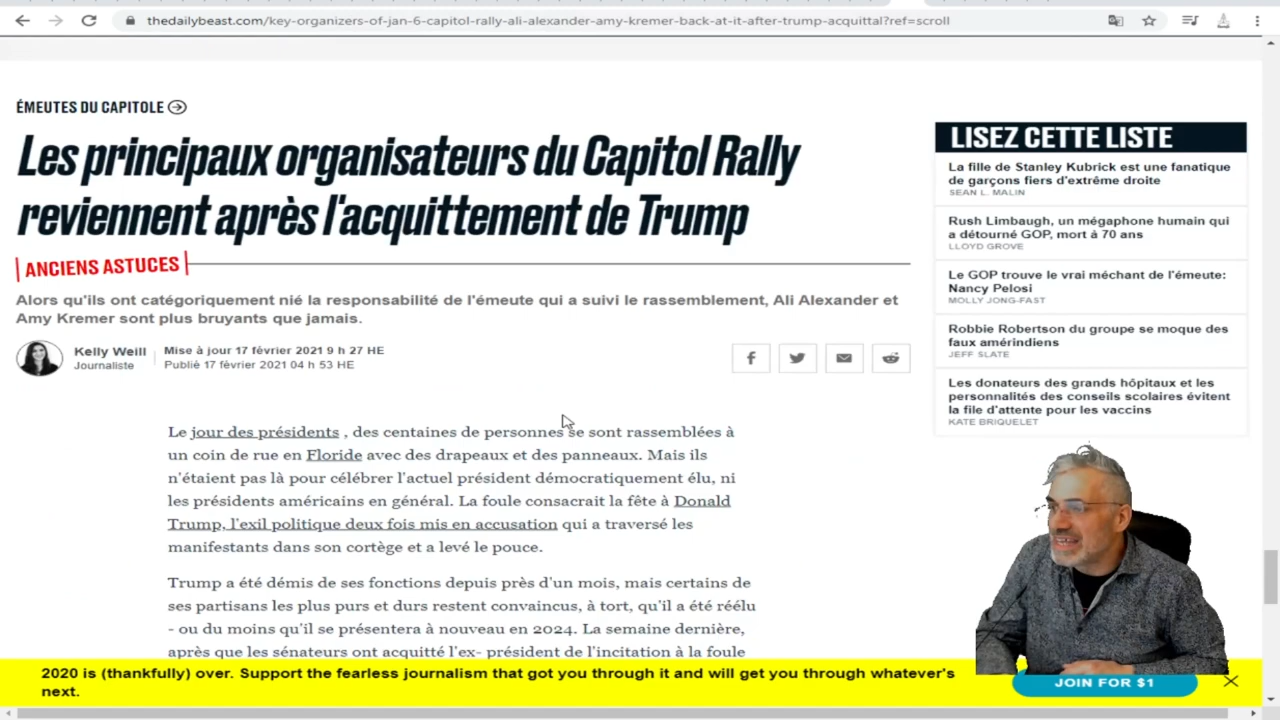 thedailybeast.com/key-organizers-of-jan-6-capitol-rally-ali-alexander-amy-kremer-back-at-it-after-trump-acquittal?ref=scroll
ÉMEUTES DU CAPITOLE
Les principaux organisateurs du Capitol Rally
reviennent après l'acquittement de Trump
ANCIENS ASTUCES
Alors qu'ils ont catégoriquement nié la responsabilité de l'émeute qui a suivi le rassemblement, Ali Alexander et
Amy Kremer sont plus bruyants que jamais.
Kelly Weill
Journaliste
Mise à jour 17 février 2021 9 h 27 HE
Publié 17 février 2021 04 h 53 HE
Le jour des présidents , des centaines de personnes se sont rassemblées à
un coin de rue en Floride avec des drapeaux et des panneaux. Mais ils
n'étaient pas là pour célébrer l'actuel président démocratiquement élu, ni
les présidents américains en général. La foule consacrait la fête à Donald
Trump, l'exil politique deux fois mis en accusation qui a traversé les
manifestants dans son cortège et a levé le pouce.
Trump a été démis de ses fonctions depuis près d'un mois, mais certains de
ses partisans les plus purs et durs restent convaincus, à tort, qu'il a été réélu
- ou du moins qu'il se présentera à nouveau en 2024. La semaine dernière,
après que les sénateurs ont acquitté l'ex- président de l'incitation à la foule
LISEZ CETTE LISTE
La fille de Stanley Kubrick est une fanatique
de garçons fiers d'extrême droite
SEAN L. MALIN
Rush Limbaugh, un mégaphone humain qui
a détourné GOP, mort à 70 ans
LLOYD GROVE
Le GOP trouve le vrai méchant de l'émeute:
Nancy Pelosi
MOLLY JONG-FAST
Robbie Robertson du groupe se moque des
faux amérindiens
JEFF SLATE
Les donateurs des grands hôpitaux et les
personnalités des conseils scolaires évitent
la file d'attente pour les vaccins
KATE BRIQUELET
2020 is (thankfully) over. Support the fearless journalism that got you through it and will get you through whatever's
next.
JOIN FOR $1